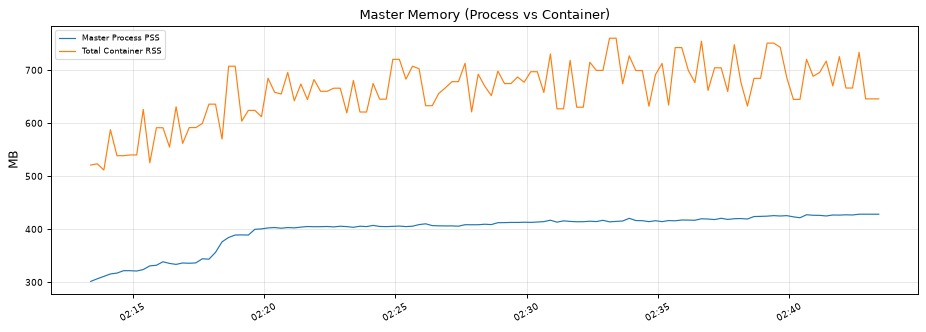 Master Memory (Process vs Container)
Master Process PSS
Total Container RSS
MB
700
600
500
400
300
02:15
02:20
02:25
02:30
02:35
02:40